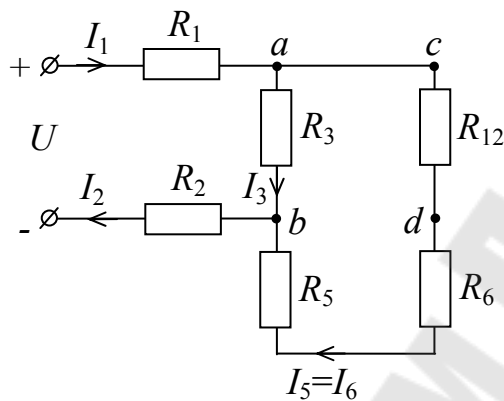 + I₁ R₁ a c
U R₃ R₁₂
- I₂ R₂ I₃ b d
R₅ R₆
I₅=I₆